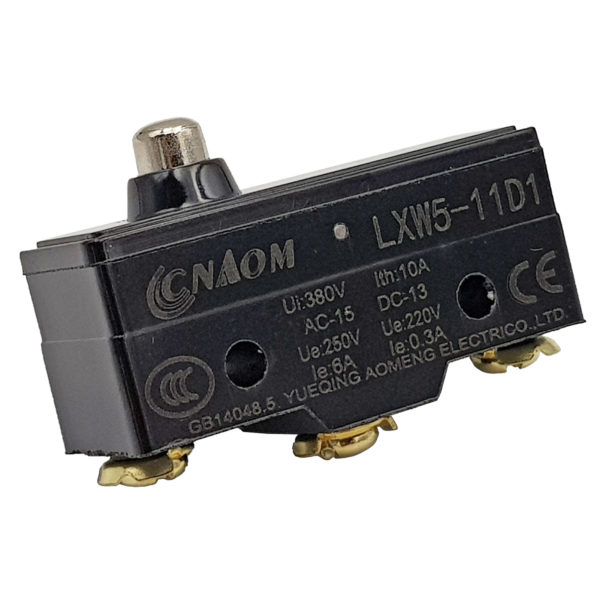 CNAOM
LXW5-11D1
Ui:380V Ith:10A
AC-15 DC-13
Ue:250V Ue:220V
Ie:6A Ie:0.3A
CCC
CE
GB14048.5. YUEQING AOMENG ELECTRICO.,LTD.